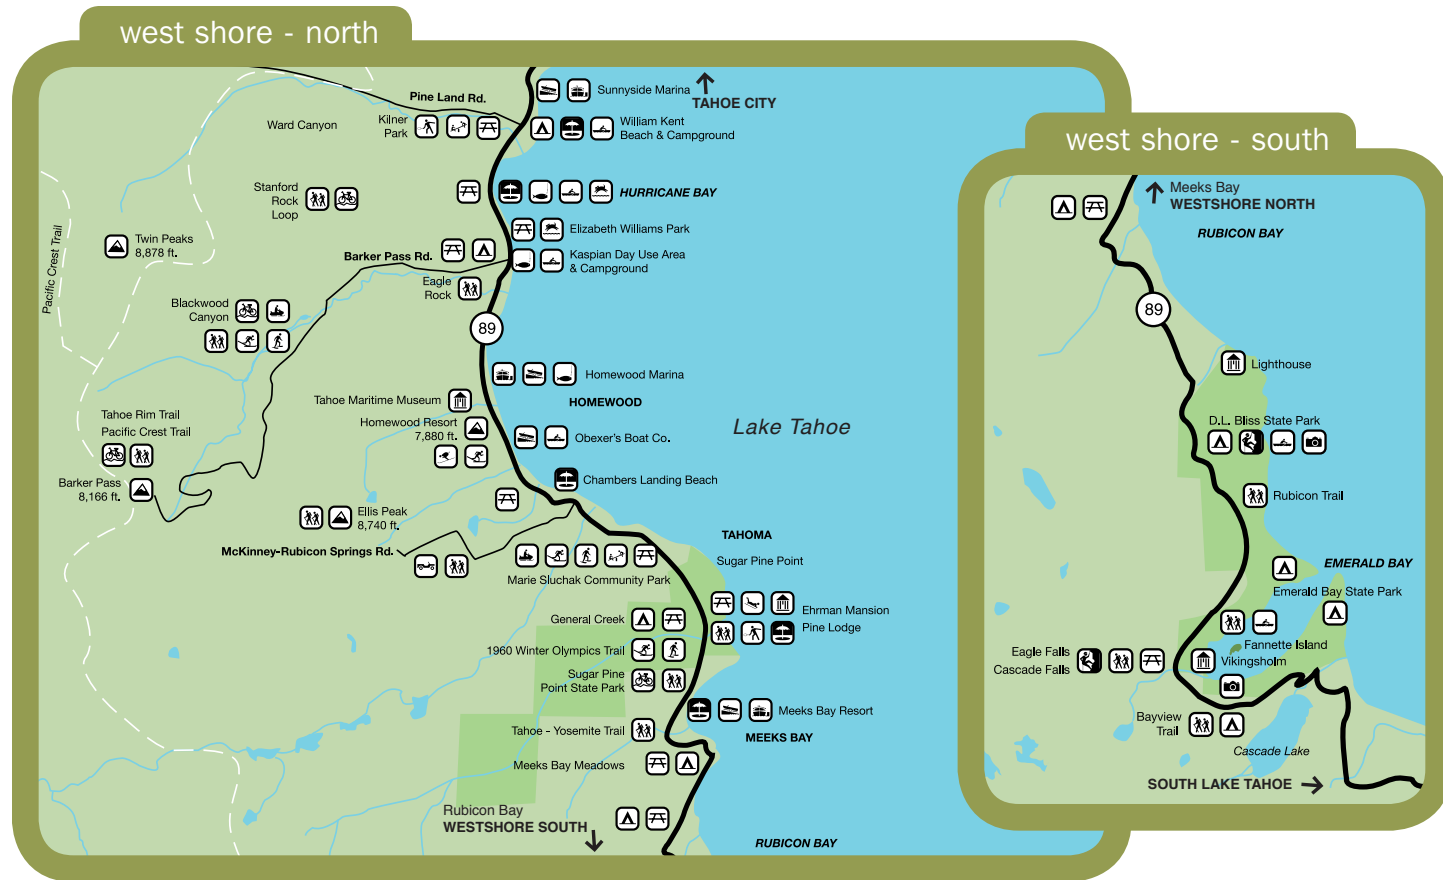 west shore - north
Pine Land Rd.
Sunnyside Marina
TAHOE CITY
Ward Canyon
Kilner
Park
William Kent
Beach & Campground
Stanford
Rock
Loop
HURRICANE BAY
Pacific Crest Trail
Twin Peaks
8,878 ft.
Elizabeth Williams Park
Barker Pass Rd.
Kaspian Day Use Area
& Campground
Eagle
Rock
Blackwood
Canyon
89
Homewood Marina
Tahoe Maritime Museum
HOMEWOOD
Tahoe Rim Trail
Pacific Crest Trail
Homewood Resort
7,880 ft.
Obexer's Boat Co.
Lake Tahoe
Barker Pass
8,166 ft.
Chambers Landing Beach
Ellis Peak
8,740 ft.
McKinney-Rubicon Springs Rd.
TAHOMA
Sugar Pine Point
Marie Sluchak Community Park
Ehrman Mansion
Pine Lodge
General Creek
1960 Winter Olympics Trail
Sugar Pine
Point State Park
Meeks Bay Resort
Tahoe - Yosemite Trail
MEEKS BAY
Meeks Bay Meadows
Rubicon Bay
WESTSHORE SOUTH
RUBICON BAY
west shore - south
Meeks Bay
WESTSHORE NORTH
RUBICON BAY
89
Lighthouse
D.L. Bliss State Park
Rubicon Trail
EMERALD BAY
Emerald Bay State Park
Eagle Falls
Cascade Falls
Fannette Island
Vikingsholm
Bayview
Trail
Cascade Lake
SOUTH LAKE TAHOE